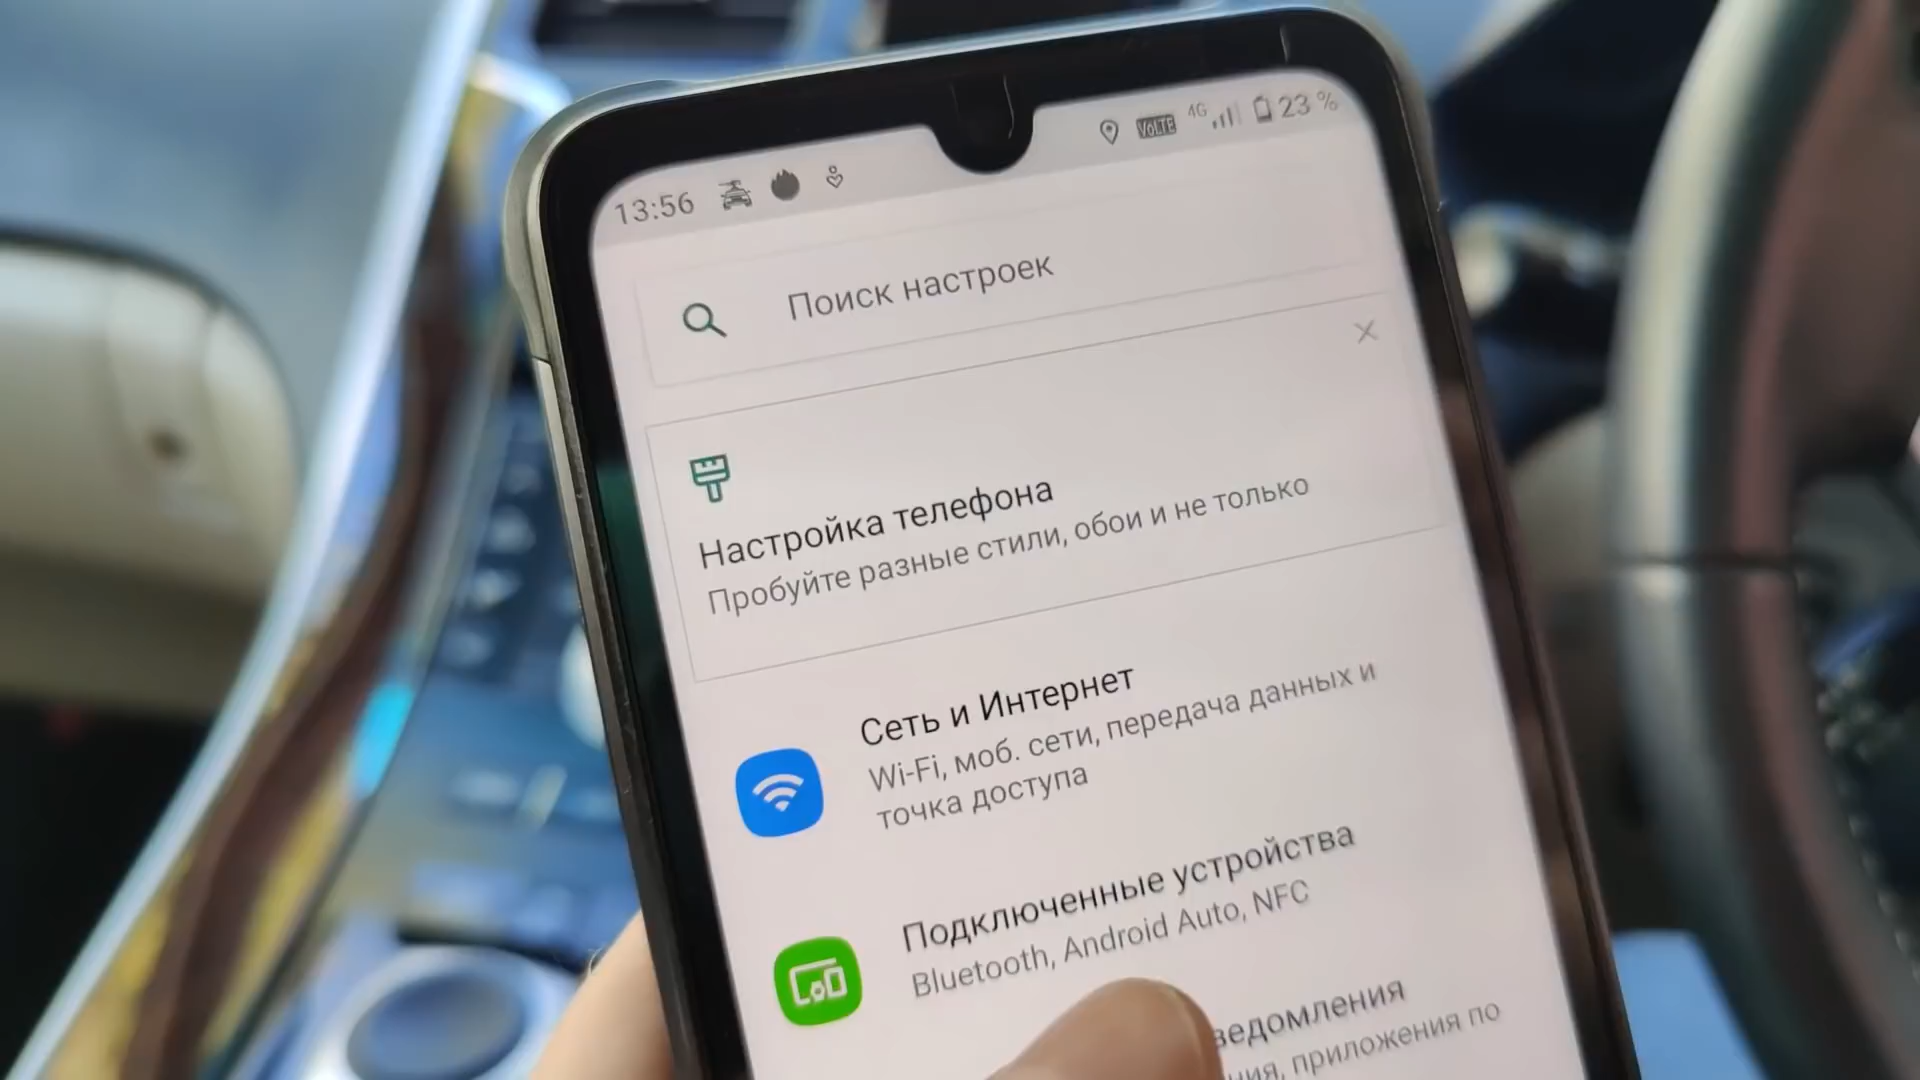 13:56
VoLTE 4G 23 %
Поиск настроек
Настройка телефона
Пробуйте разные стили, обои и не только
Сеть и Интернет
Wi-Fi, моб. сети, передача данных и
точка доступа
Подключенные устройства
Bluetooth, Android Auto, NFC
приложения по